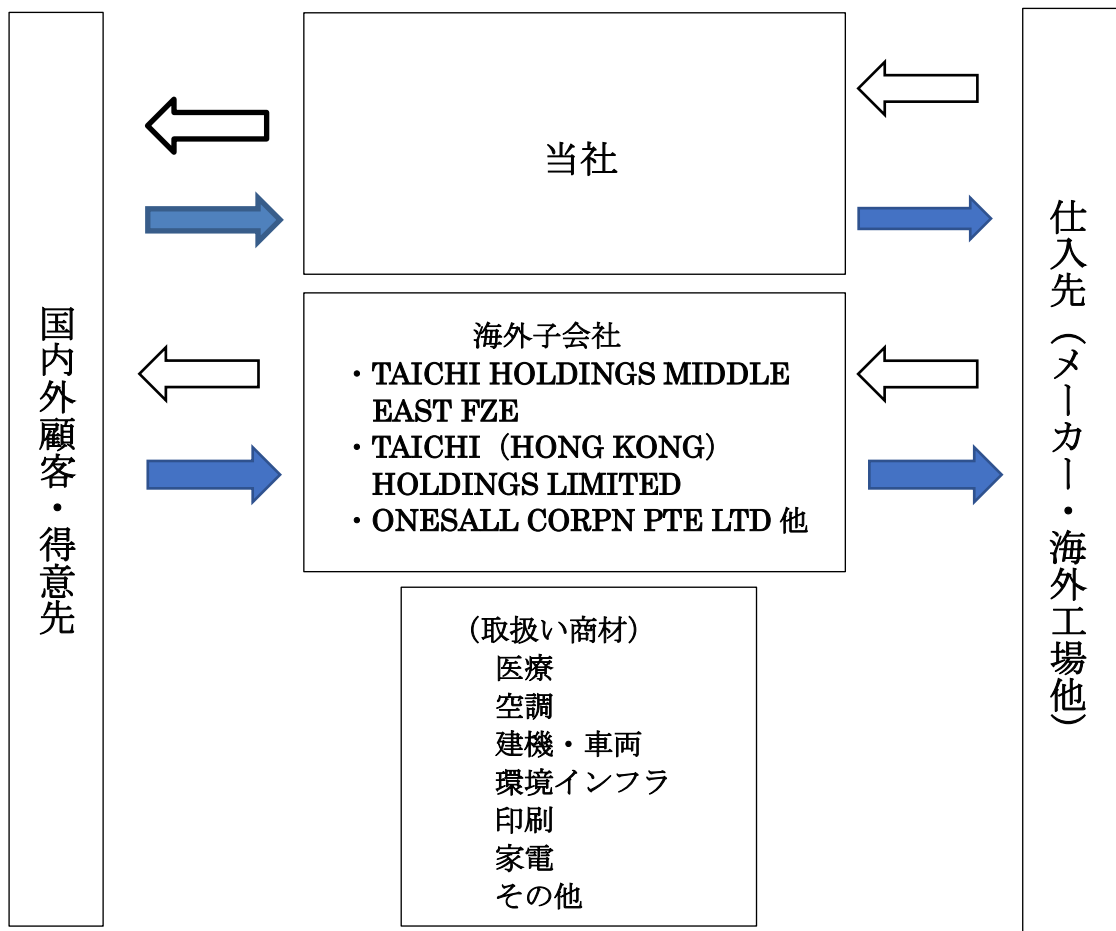 国内外顧客・得意先
当社
海外子会社
・TAICHI HOLDINGS MIDDLE
EAST FZE
・TAICHI（HONG KONG）
HOLDINGS LIMITED
・ONESALL CORPN PTE LTD 他
（取扱い商材）
医療
空調
建機・車両
環境インフラ
印刷
家電
その他
仕入先（メーカー・海外工場他）